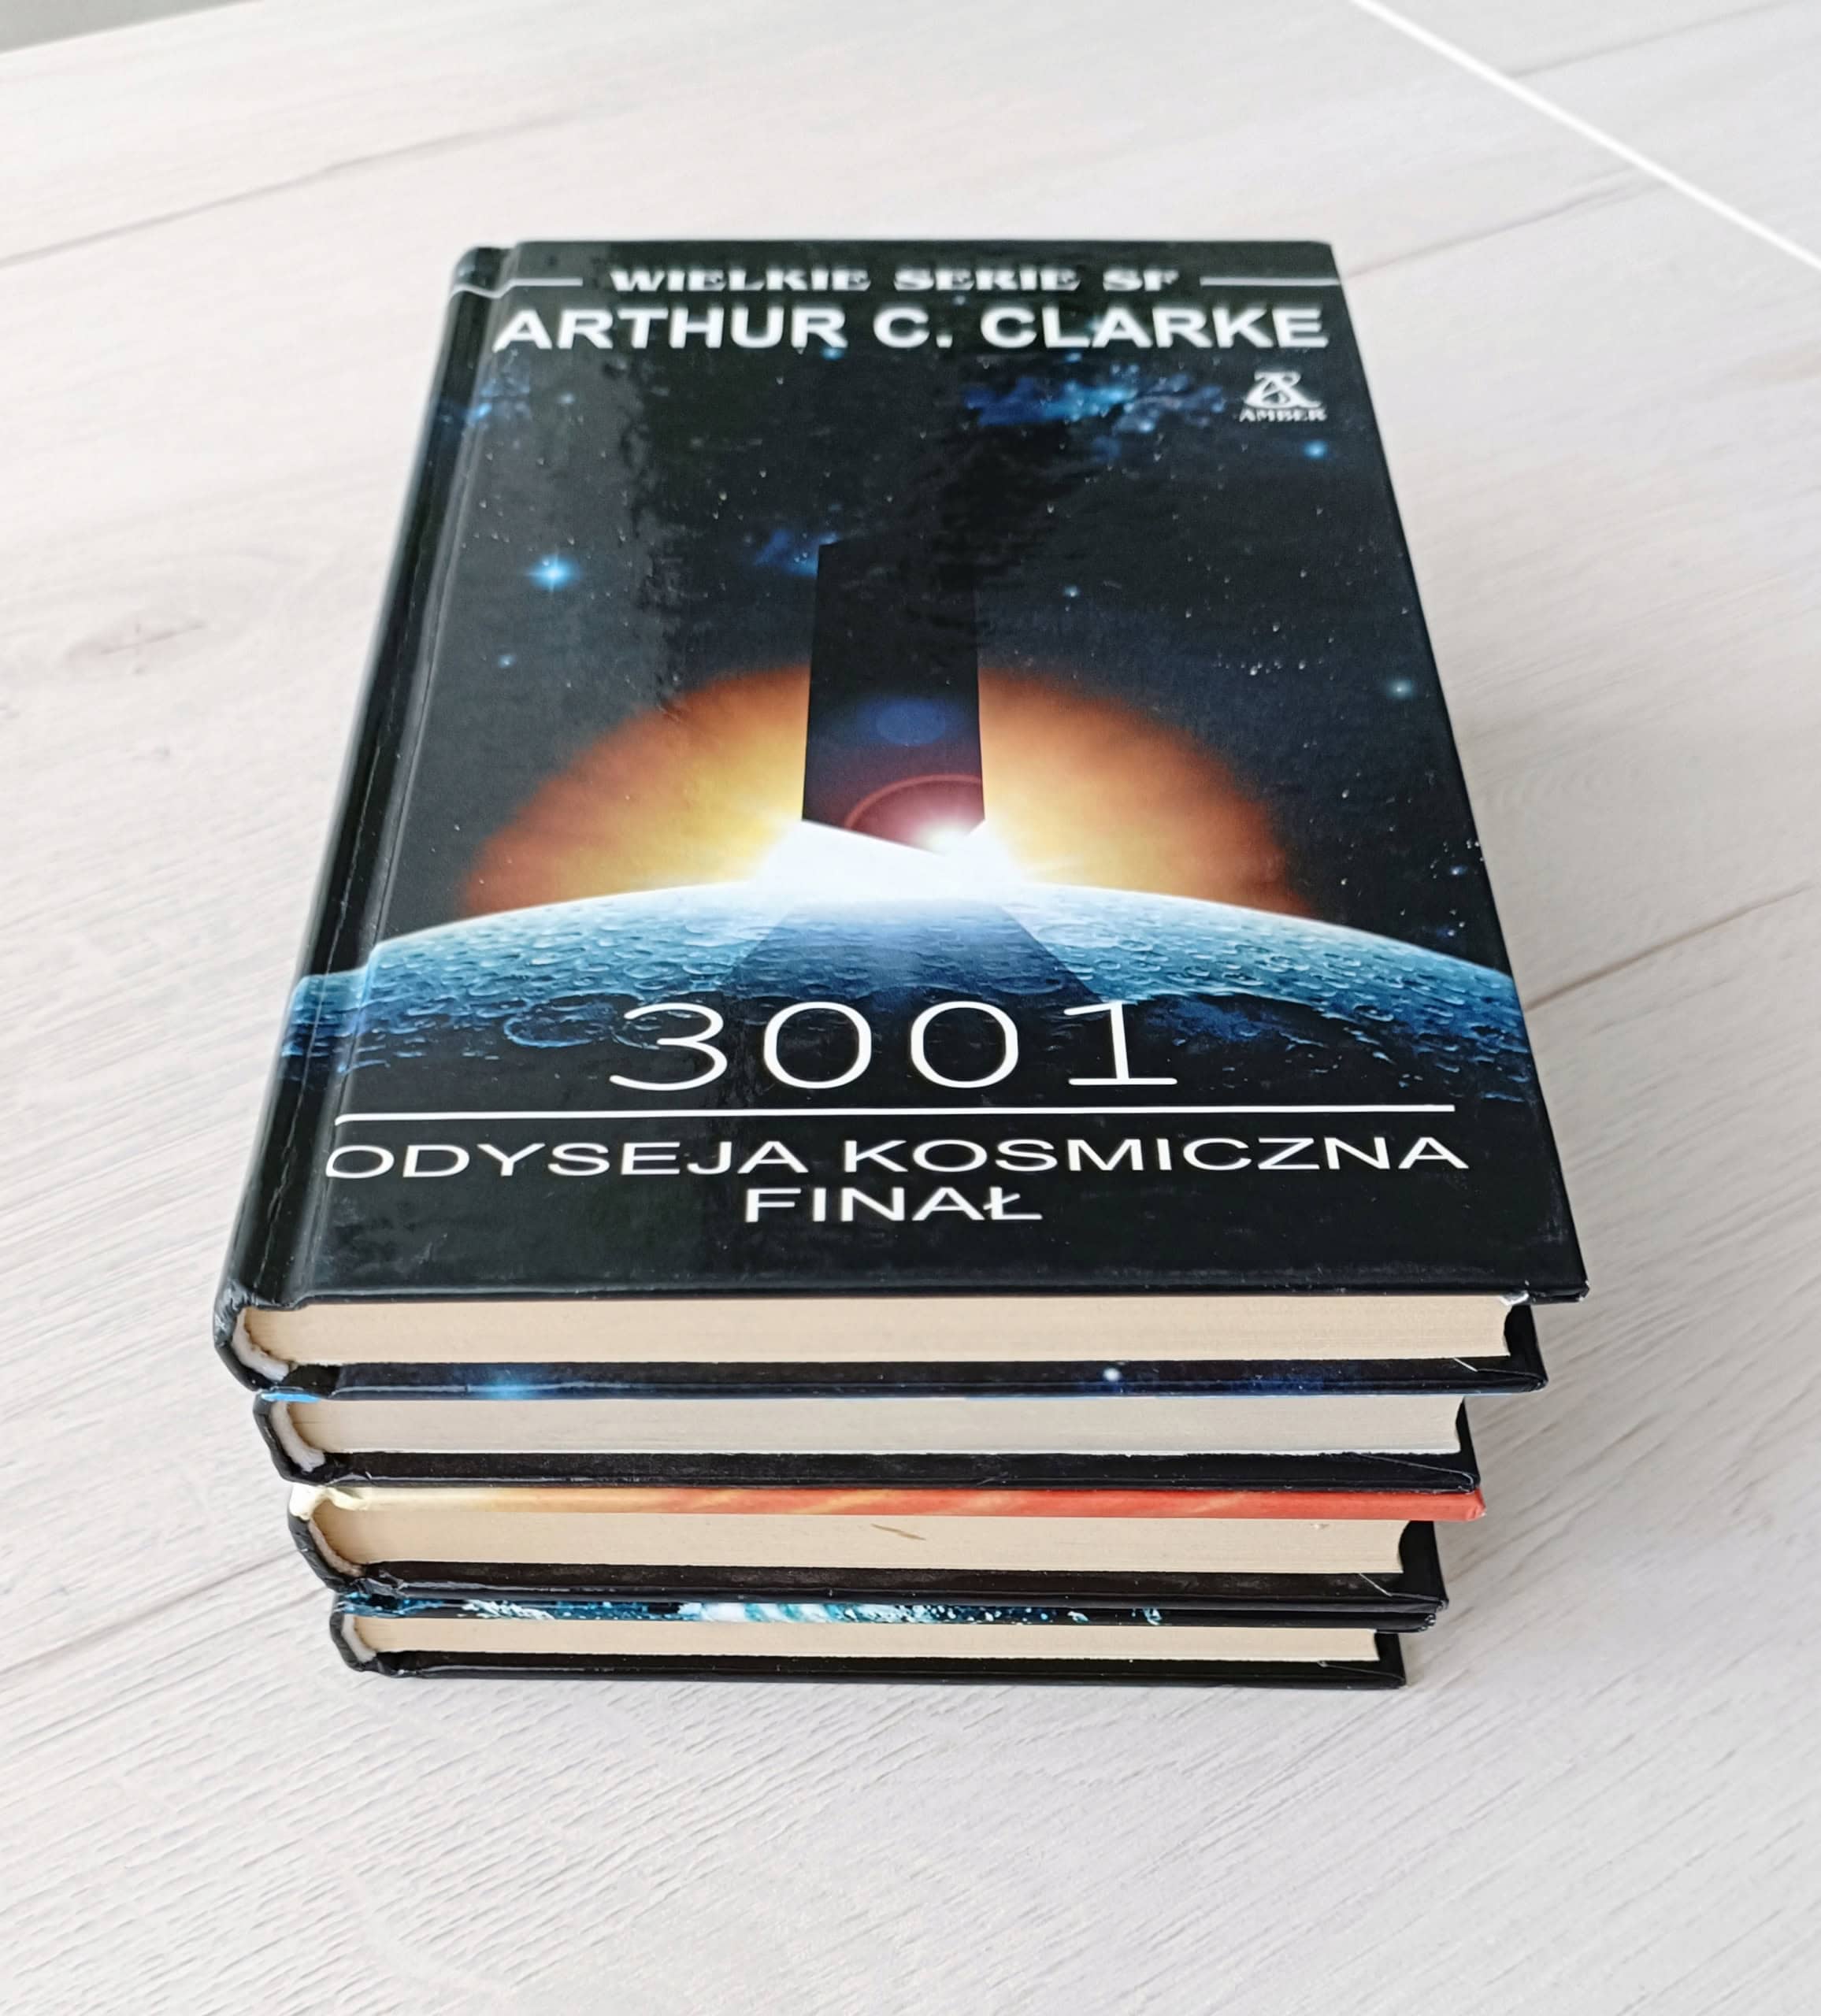 WIELKIE SERIE SF
ARTHUR C. CLARKE
AMBER
3001
ODYSEJA KOSMICZNA
FINAŁ